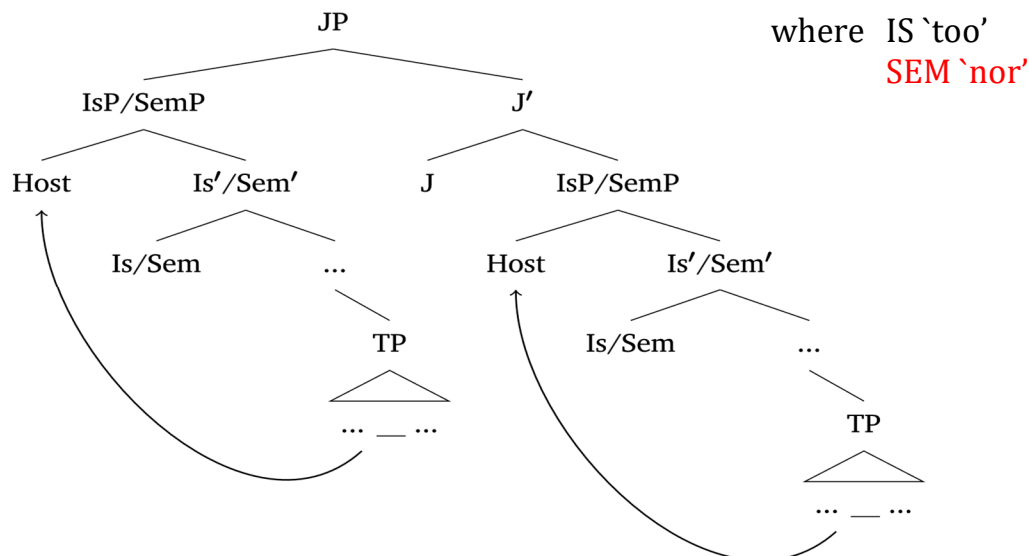 JP
where IS `too'
SEM `nor'
IsP/SemP J′
Host Is′/Sem′ J IsP/SemP
Is/Sem ... Host Is′/Sem′
TP Is/Sem ...
... __ ... TP
... __ ...